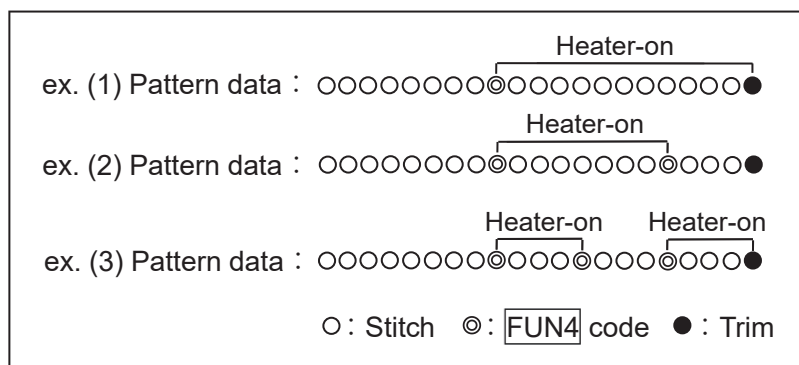 Heater-on
ex. (1) Pattern data : ○○○○○○○○◎○○○○○○○○○○○●
Heater-on
ex. (2) Pattern data : ○○○○○○○○◎○○○○○○○◎○○○●
Heater-on Heater-on
ex. (3) Pattern data : ○○○○○○○○◎○○○◎○○○◎○○○●
○ : Stitch ◎ : FUN4 code ● : Trim